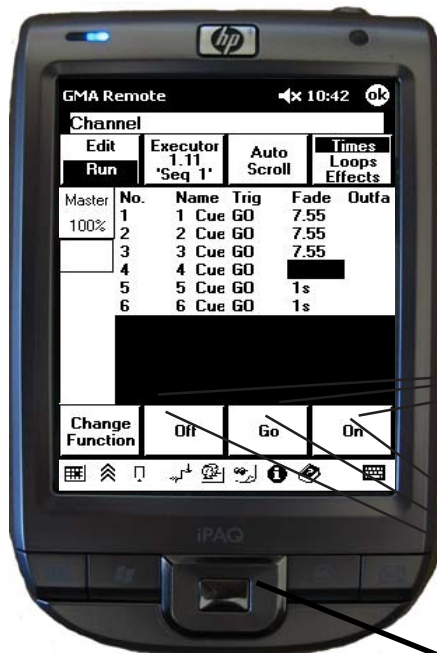 hp
GMA Remote 10:42 ok
Channel
Edit Run
Executor 1.11 'Seq 1'
Auto Scroll
Times Loops Effects
Master 100%
No. Name Trig Fade Outfa
1 1 Cue GO 7.55
2 2 Cue GO 7.55
3 3 Cue GO 7.55
4 4 Cue GO
5 5 Cue GO 1s
6 6 Cue GO 1s
Change Function
Off
Go
On
iPAQ